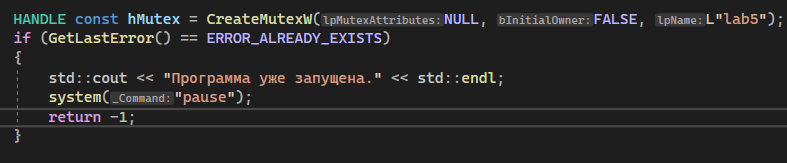 HANDLE const hMutex = CreateMutexW(lpMutexAttributes:NULL, bInitialOwner:FALSE, lpName:L"lab5");
if (GetLastError() == ERROR_ALREADY_EXISTS)
{
    std::cout << "Программа уже запущена." << std::endl;
    system(_Command:"pause");
    return -1;
}